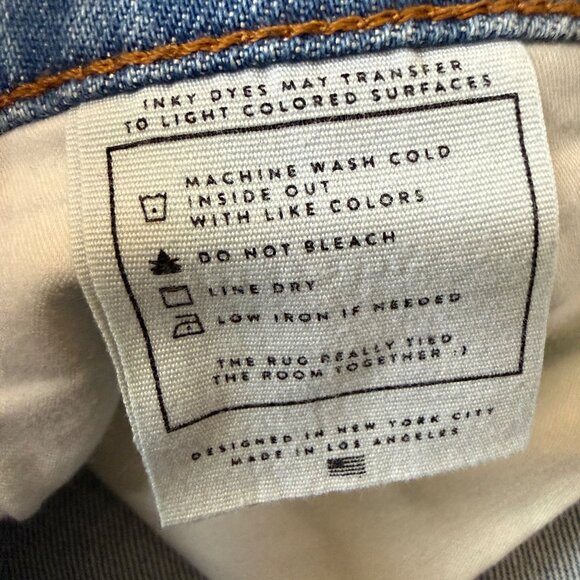 INKY DYES MAY TRANSFER
TO LIGHT COLORED SURFACES
MACHINE WASH COLD
INSIDE OUT
WITH LIKE COLORS
DO NOT BLEACH
LINE DRY
LOW IRON IF NEEDED
THE RUG REALLY TIED
THE ROOM TOGETHER :)
DESIGNED IN NEW YORK CITY
MADE IN LOS ANGELES